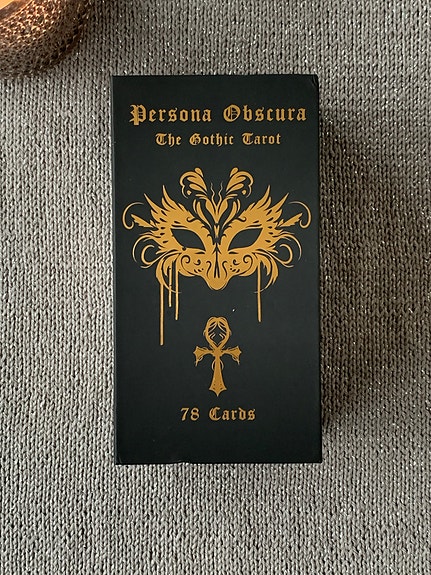 Persona Obscura
The Gothic Tarot
78 Cards